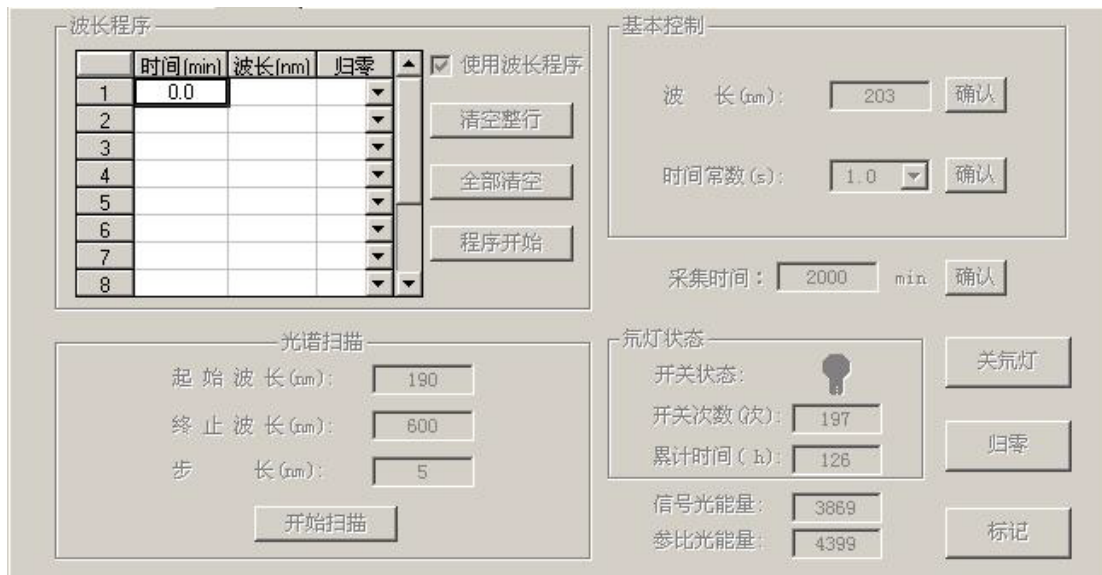 波长程序
时间(min) 波长(nm) 归零
1 0.0
2
3
4
5
6
7
8
使用波长程序
清空整行
全部清空
程序开始
基本控制
波 长(nm): 203 确认
时间常数(s): 1.0 确认
采集时间: 2000 min 确认
光谱扫描
起 始 波 长(nm): 190
终 止 波 长(nm): 600
步 长(nm): 5
开始扫描
氘灯状态
开关状态:
开关次数(次): 197
累计时间( h): 126
信号光能量: 3869
参比光能量: 4399
关氘灯
归零
标记